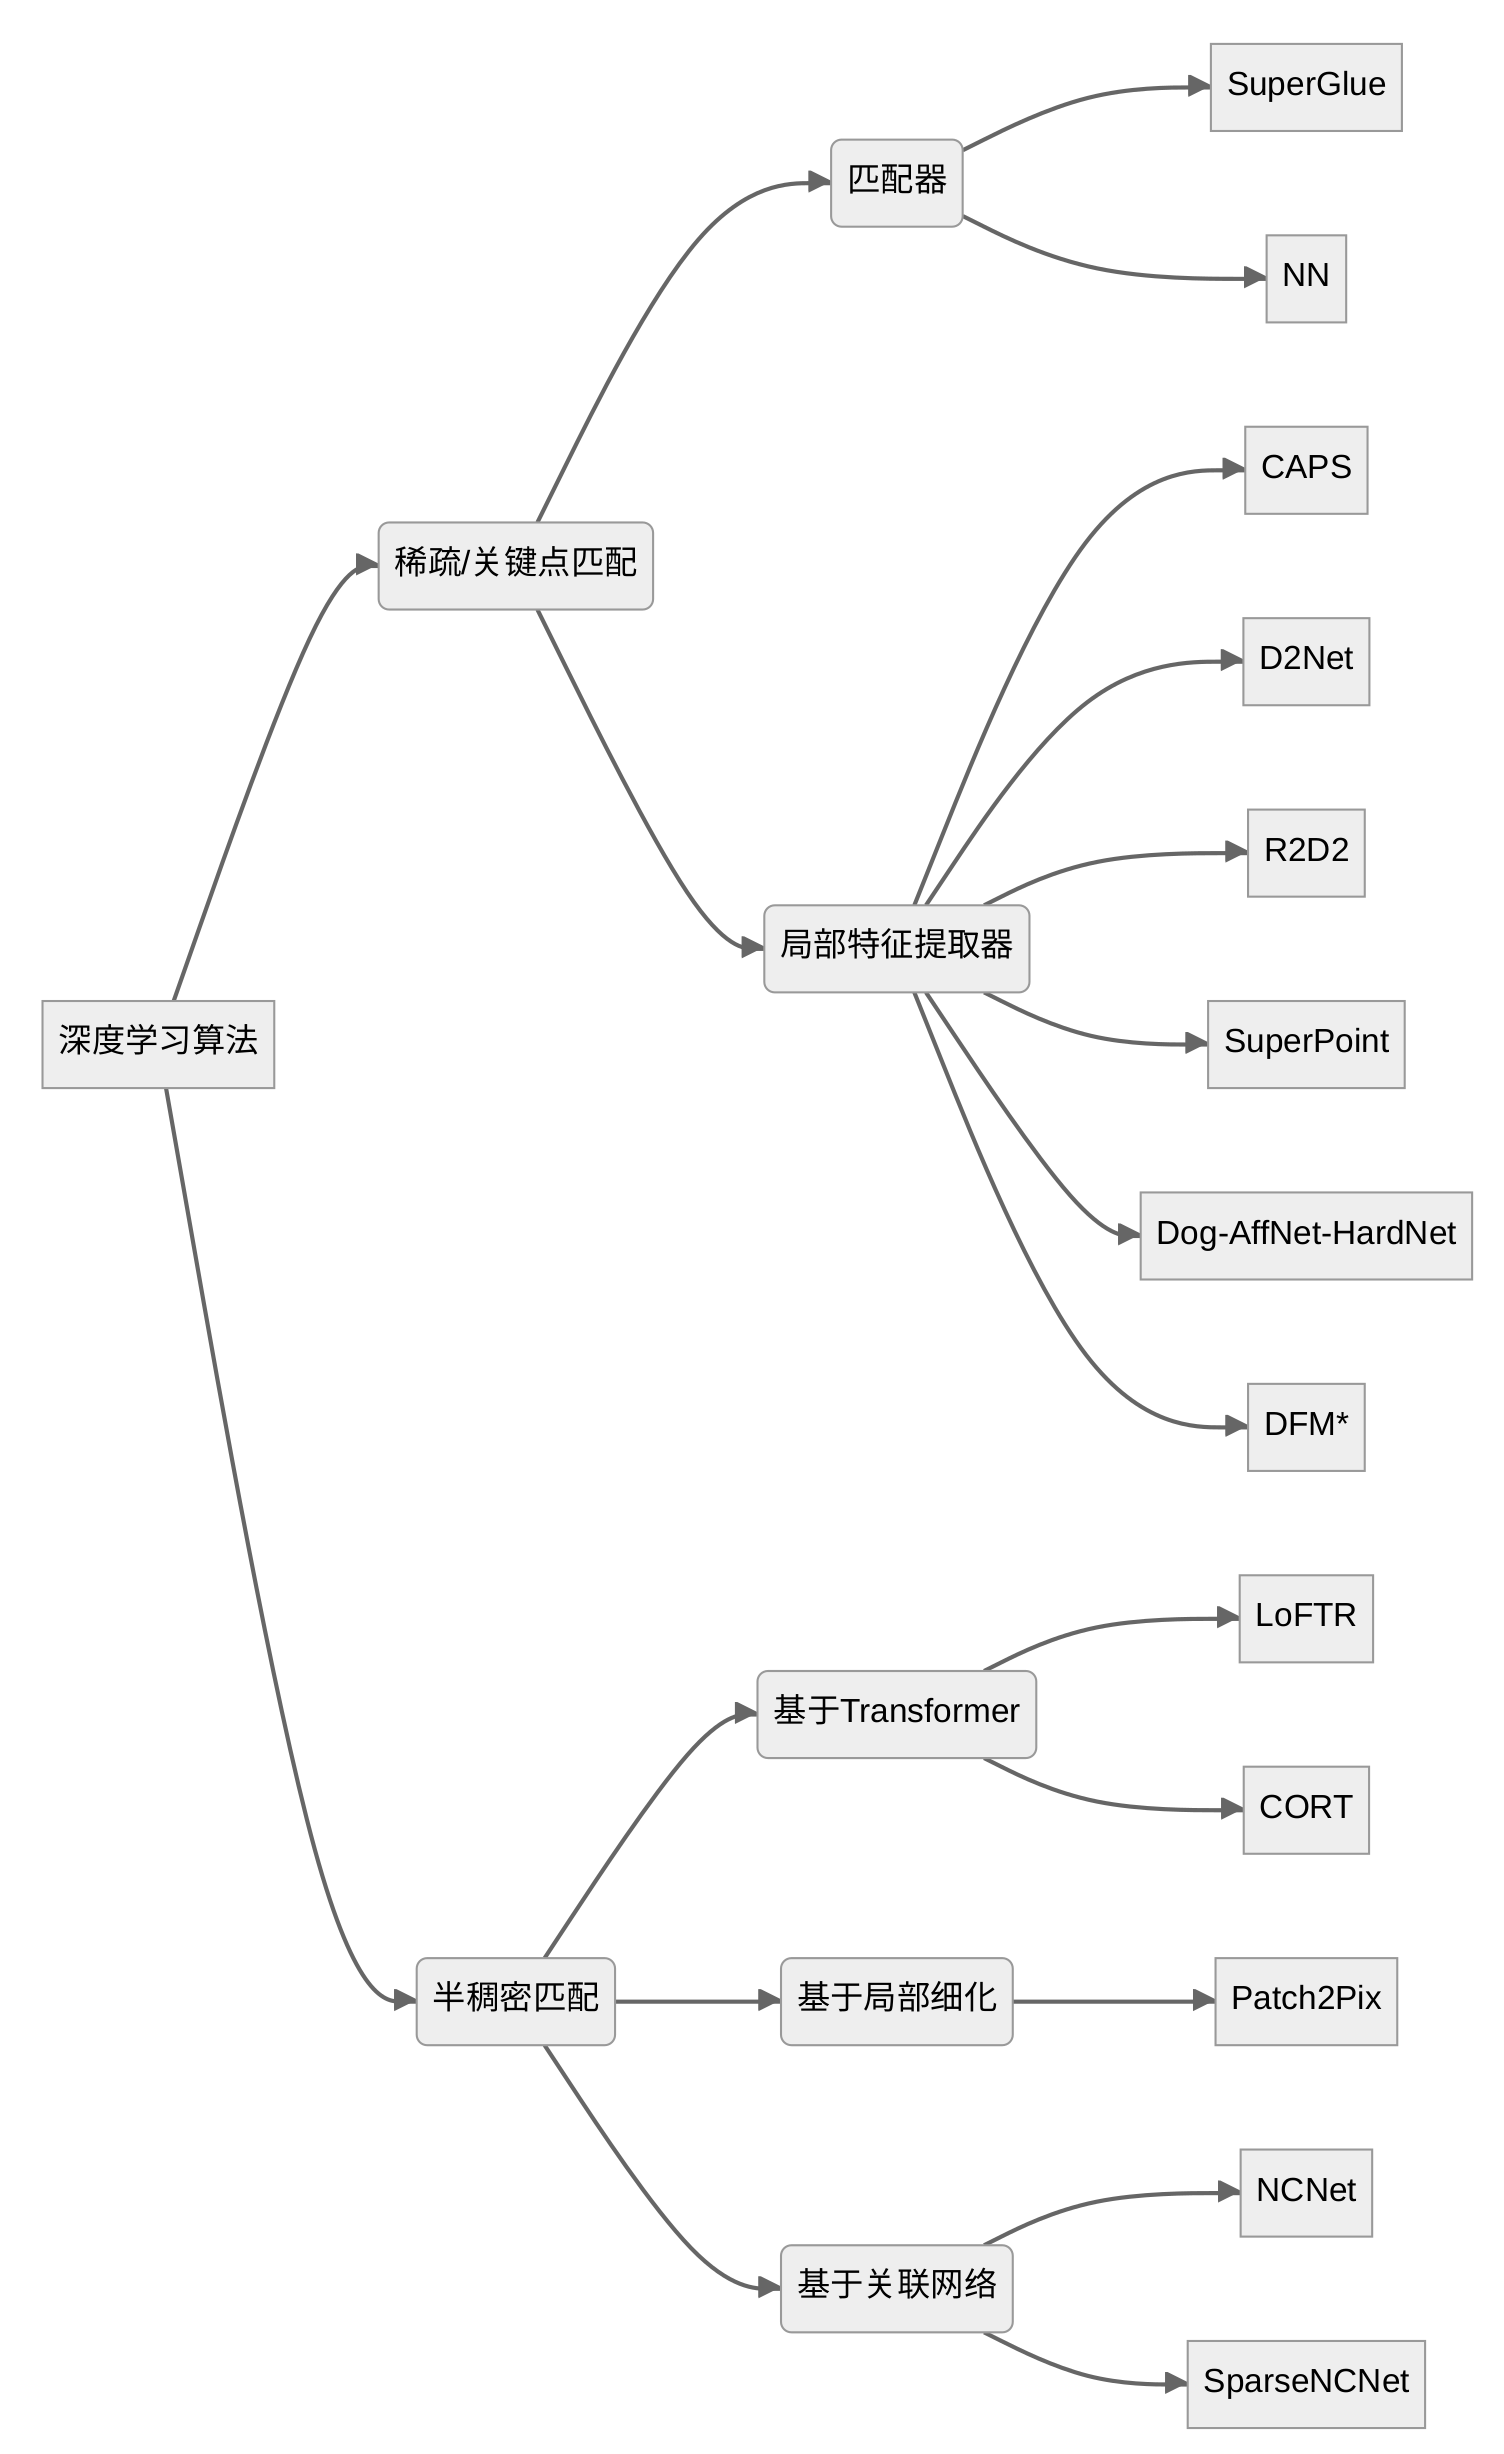 深度学习算法
稀疏/关键点匹配
匹配器
SuperGlue
NN
局部特征提取器
CAPS
D2Net
R2D2
SuperPoint
Dog-AffNet-HardNet
DFM*
半稠密匹配
基于Transformer
LoFTR
CORT
基于局部细化
Patch2Pix
基于关联网络
NCNet
SparseNCNet